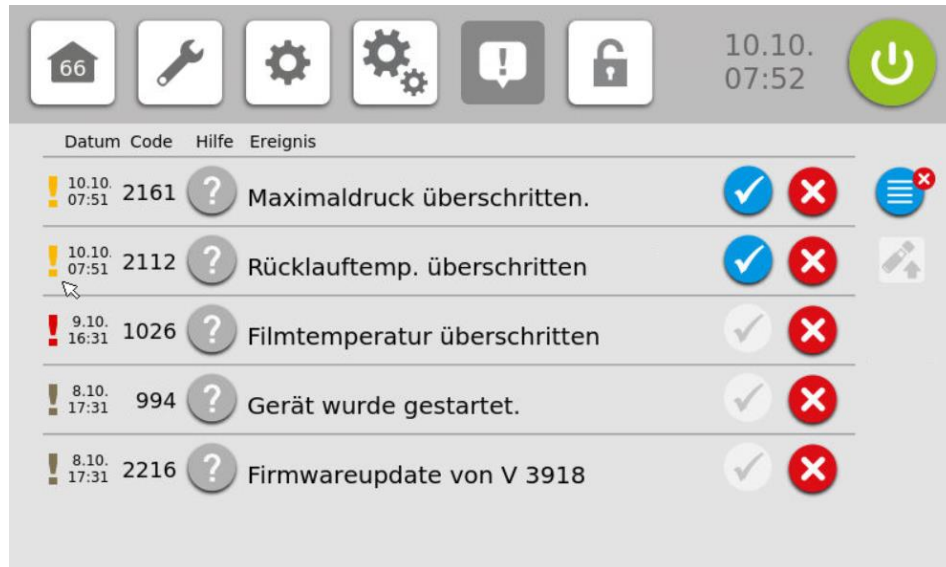 66
10.10.
07:52
Datum Code Hilfe Ereignis
10.10.
07:51
2161 ? Maximaldruck überschritten.
10.10.
07:51
2112 ? Rücklauftemp. überschritten
9.10.
16:31
1026 ? Filmtemperatur überschritten
8.10.
17:31
994 ? Gerät wurde gestartet.
8.10.
17:31
2216 ? Firmwareupdate von V 3918